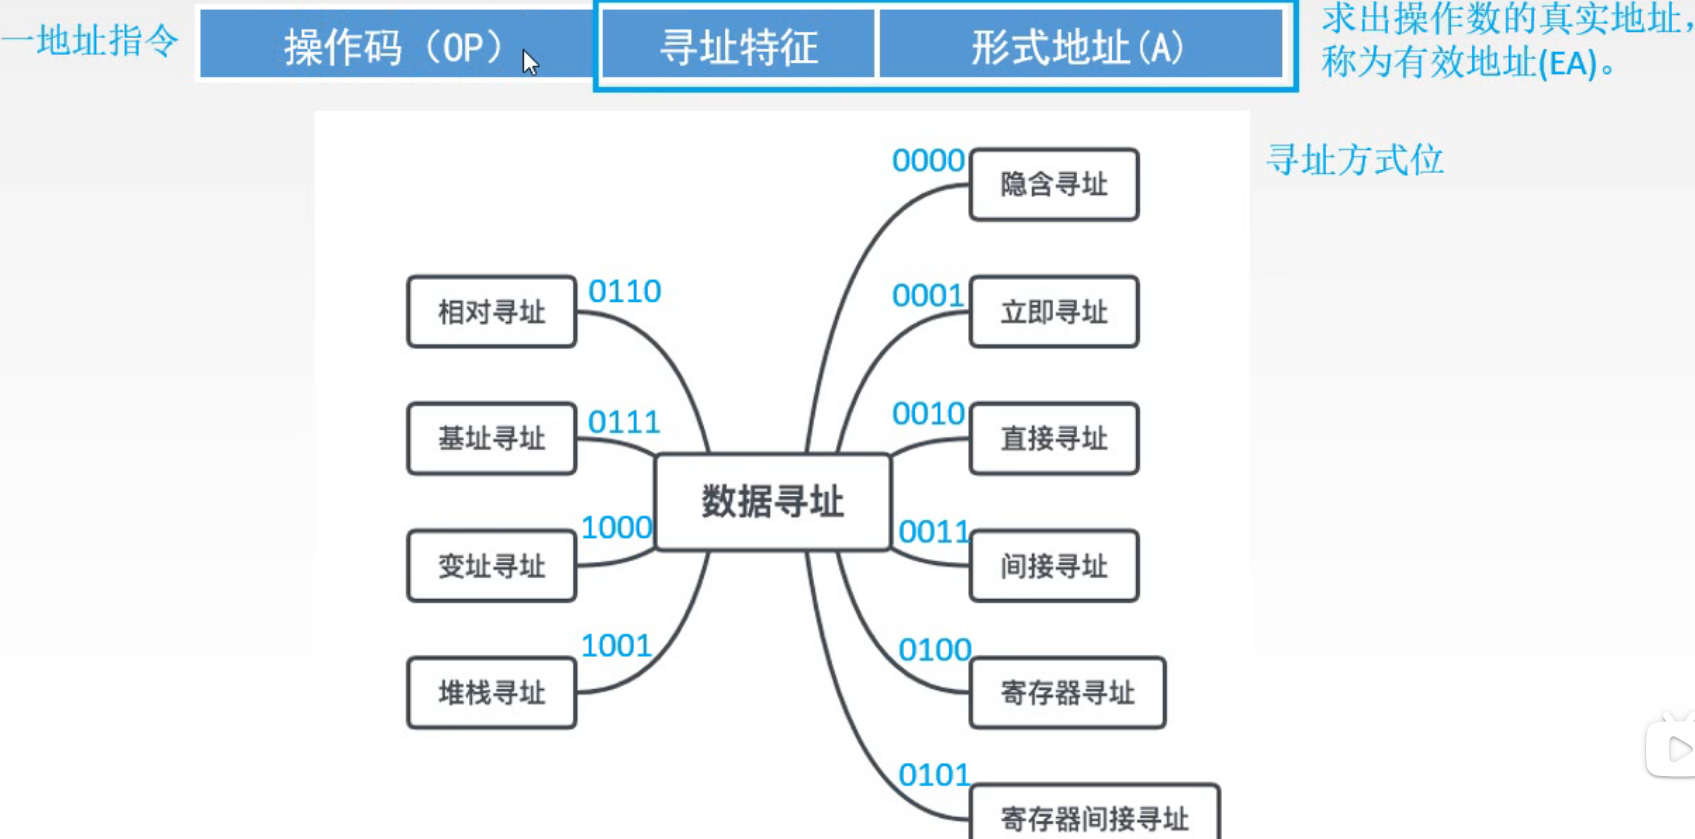 一地址指令
操作码（OP）
寻址特征
形式地址(A)
求出操作数的真实地址，
称为有效地址(EA)。
寻址方式位
0000
隐含寻址
0001
立即寻址
0010
直接寻址
0011
间接寻址
0100
寄存器寻址
0101
寄存器间接寻址
相对寻址
0110
基址寻址
0111
变址寻址
1000
堆栈寻址
1001
数据寻址